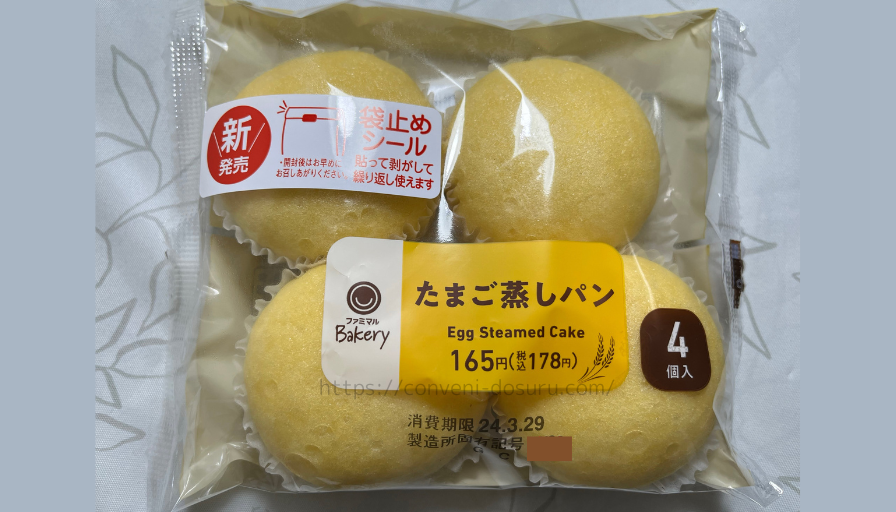 新
発売
袋止め
シール
・開封後はお早めに
お召しあがりください。
貼って剥がして
繰り返し使えます
ファミマル
Bakery
たまご蒸しパン
Egg Steamed Cake
165円(税込178円)
4
個入
https://conveni-dosuru.com/
消費期限 24.3.29
製造所固有記号